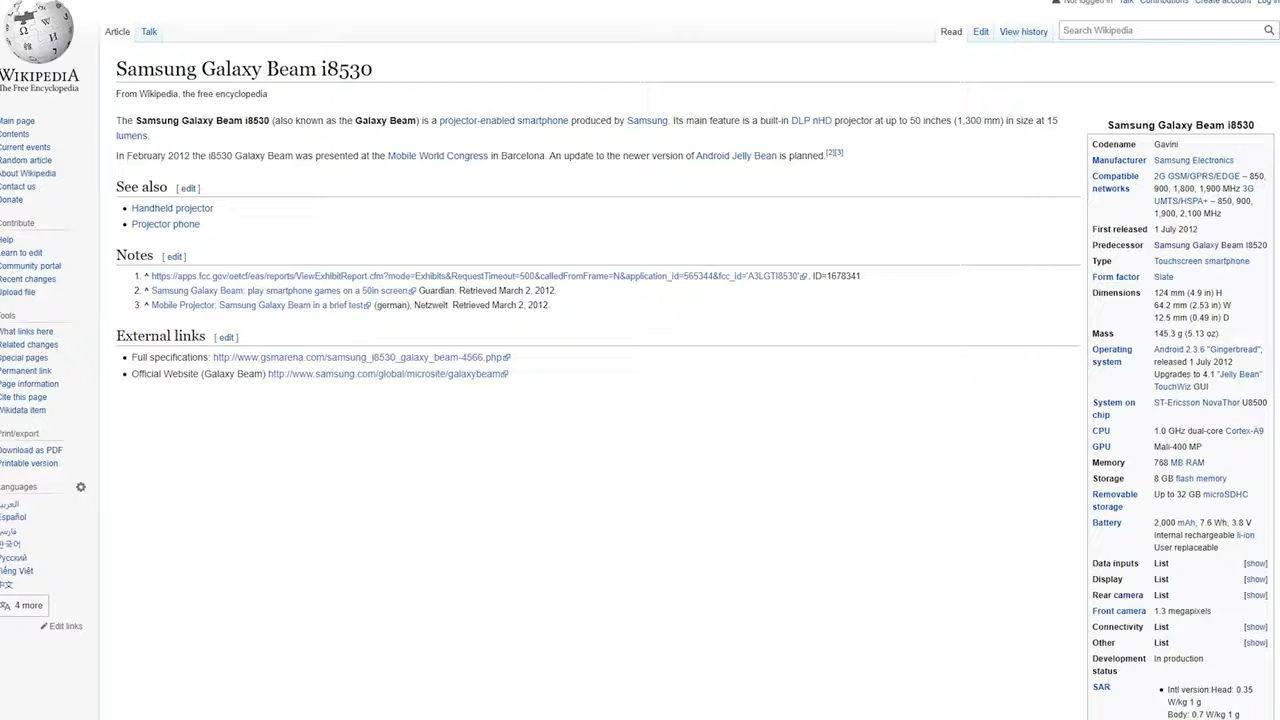 Not logged in Talk Contributions Create account Log in
WIKIPEDIA
The Free Encyclopedia
Article Talk
Read Edit View history
Search Wikipedia
Samsung Galaxy Beam i8530
From Wikipedia, the free encyclopedia
The Samsung Galaxy Beam i8530 (also known as the Galaxy Beam) is a projector-enabled smartphone produced by Samsung. Its main feature is a built-in DLP nHD projector at up to 50 inches (1,300 mm) in size at 15
lumens.
In February 2012 the i8530 Galaxy Beam was presented at the Mobile World Congress in Barcelona. An update to the newer version of Android Jelly Bean is planned.[2][3]
See also [ edit ]
• Handheld projector
• Projector phone
Notes [ edit ]
1. ^ https://apps.fcc.gov/oetcf/eas/reports/ViewExhibitReport.cfm?mode=Exhibits&RequestTimeout=500&calledFromFrame=N&application_id=565344&fcc_id='A3LGTI8530'. ID=1678341
2. ^ Samsung Galaxy Beam: play smartphone games on a 50in screen Guardian. Retrieved March 2, 2012.
3. ^ Mobile Projector: Samsung Galaxy Beam in a brief test (german), Netzwelt. Retrieved March 2, 2012.
External links [ edit ]
• Full specifications: http://www.gsmarena.com/samsung_i8530_galaxy_beam-4566.php
• Official Website (Galaxy Beam) http://www.samsung.com/global/microsite/galaxybeam
Main page
Contents
Current events
Random article
About Wikipedia
Contact us
Donate
Contribute
Help
Learn to edit
Community portal
Recent changes
Upload file
Tools
What links here
Related changes
Special pages
Permanent link
Page information
Cite this page
Wikidata item
Print/export
Download as PDF
Printable version
Languages
العربية
Español
فارسی
한국어
Русский
Tiếng Việt
中文
4 more
Edit links
Samsung Galaxy Beam i8530
Codename Gavini
Manufacturer Samsung Electronics
Compatible networks 2G GSM/GPRS/EDGE – 850,
900, 1,800, 1,900 MHz 3G
UMTS/HSPA+ – 850, 900,
1,900, 2,100 MHz
First released 1 July 2012
Predecessor Samsung Galaxy Beam I8520
Type Touchscreen smartphone
Form factor Slate
Dimensions 124 mm (4.9 in) H
64.2 mm (2.53 in) W
12.5 mm (0.49 in) D
Mass 145.3 g (5.13 oz)
Operating system Android 2.3.6 "Gingerbread";
released 1 July 2012
Upgrades to 4.1 "Jelly Bean"
TouchWiz GUI
System on chip ST-Ericsson NovaThor U8500
CPU 1.0 GHz dual-core Cortex-A9
GPU Mali-400 MP
Memory 768 MB RAM
Storage 8 GB flash memory
Removable storage Up to 32 GB microSDHC
Battery 2,000 mAh, 7.6 Wh, 3.8 V
Internal rechargeable li-ion
User replaceable
Data inputs List [show]
Display List [show]
Rear camera List [show]
Front camera 1.3 megapixels
Connectivity List [show]
Other List [show]
Development status In production
SAR • Intl version:Head: 0.35
W/kg 1 g
Body: 0.7 W/kg 1 g